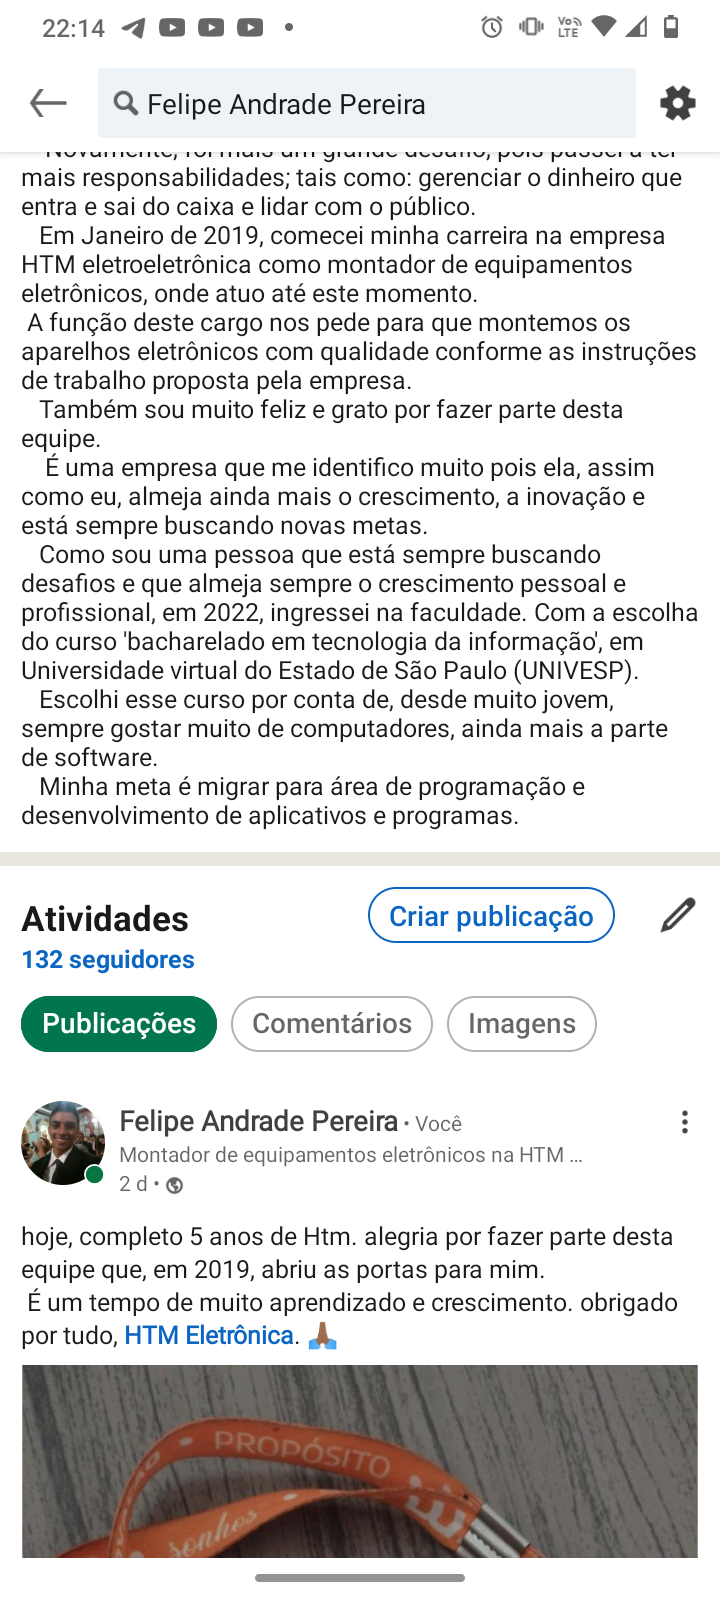 22:14
Vo
LTE
Felipe Andrade Pereira
Novamente, foi mais um grande desafio, pois passei a ter
mais responsabilidades; tais como: gerenciar o dinheiro que
entra e sai do caixa e lidar com o público.
Em Janeiro de 2019, comecei minha carreira na empresa
HTM eletroeletrônica como montador de equipamentos
eletrônicos, onde atuo até este momento.
A função deste cargo nos pede para que montemos os
aparelhos eletrônicos com qualidade conforme as instruções
de trabalho proposta pela empresa.
Também sou muito feliz e grato por fazer parte desta
equipe.
É uma empresa que me identifico muito pois ela, assim
como eu, almeja ainda mais o crescimento, a inovação e
está sempre buscando novas metas.
Como sou uma pessoa que está sempre buscando
desafios e que almeja sempre o crescimento pessoal e
profissional, em 2022, ingressei na faculdade. Com a escolha
do curso 'bacharelado em tecnologia da informação', em
Universidade virtual do Estado de São Paulo (UNIVESP).
Escolhi esse curso por conta de, desde muito jovem,
sempre gostar muito de computadores, ainda mais a parte
de software.
Minha meta é migrar para área de programação e
desenvolvimento de aplicativos e programas.
Atividades
Criar publicação
132 seguidores
Publicações
Comentários
Imagens
Felipe Andrade Pereira • Você
Montador de equipamentos eletrônicos na HTM ...
2 d •
hoje, completo 5 anos de Htm. alegria por fazer parte desta
equipe que, em 2019, abriu as portas para mim.
É um tempo de muito aprendizado e crescimento. obrigado
por tudo, HTM Eletrônica. 🙏🏾
PROPÓSITO
sonhos